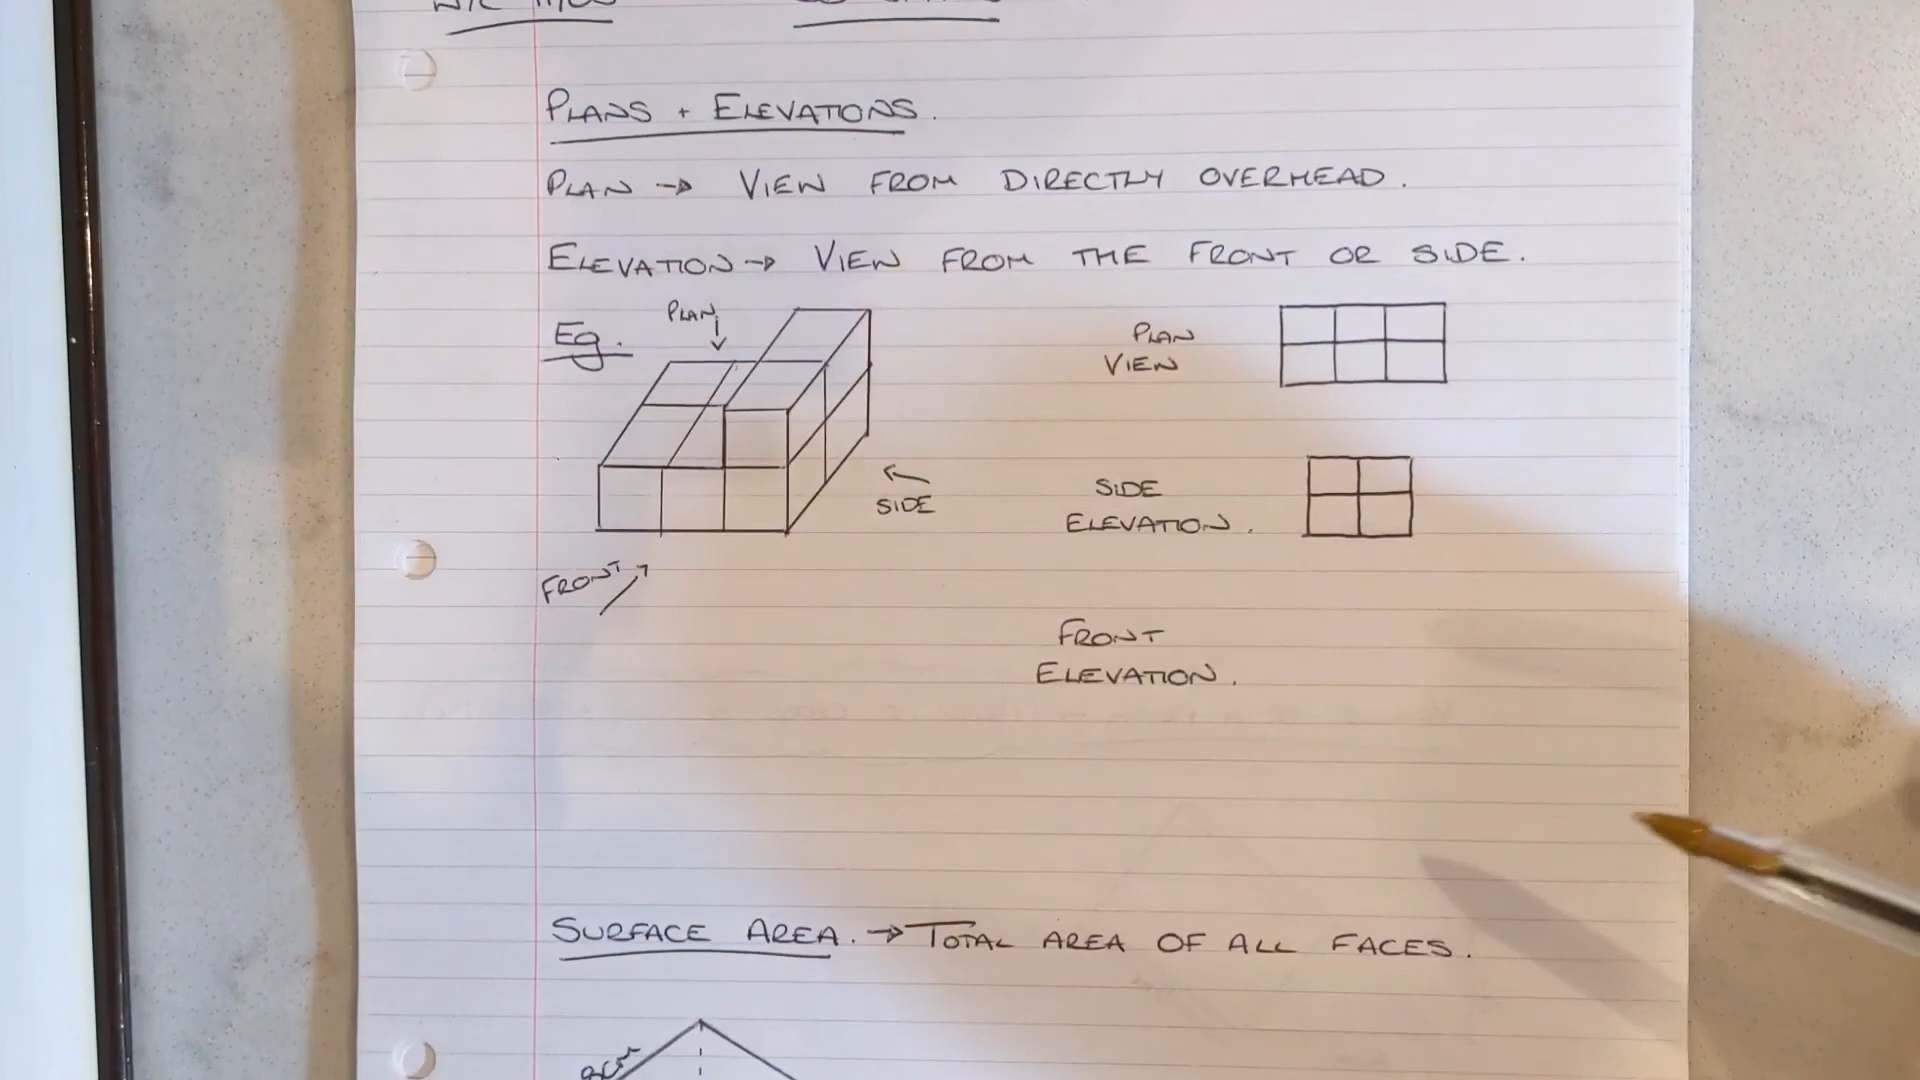 PLANS + ELEVATIONS.
PLAN → VIEW FROM DIRECTLY OVERHEAD.
ELEVATION → VIEW FROM THE FRONT OR SIDE.
Eg.
PLAN
PLAN
VIEW
SIDE
SIDE
ELEVATION.
FRONT
FRONT
ELEVATION.
SURFACE AREA. → TOTAL AREA OF ALL FACES.